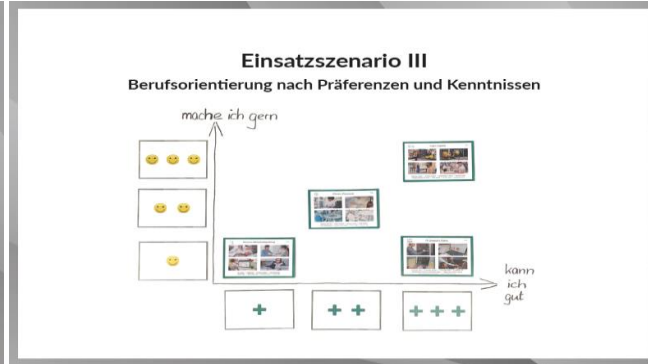 Einsatzszenario III
Berufsorientierung nach Präferenzen und Kenntnissen
mache ich gern
kann
ich
gut